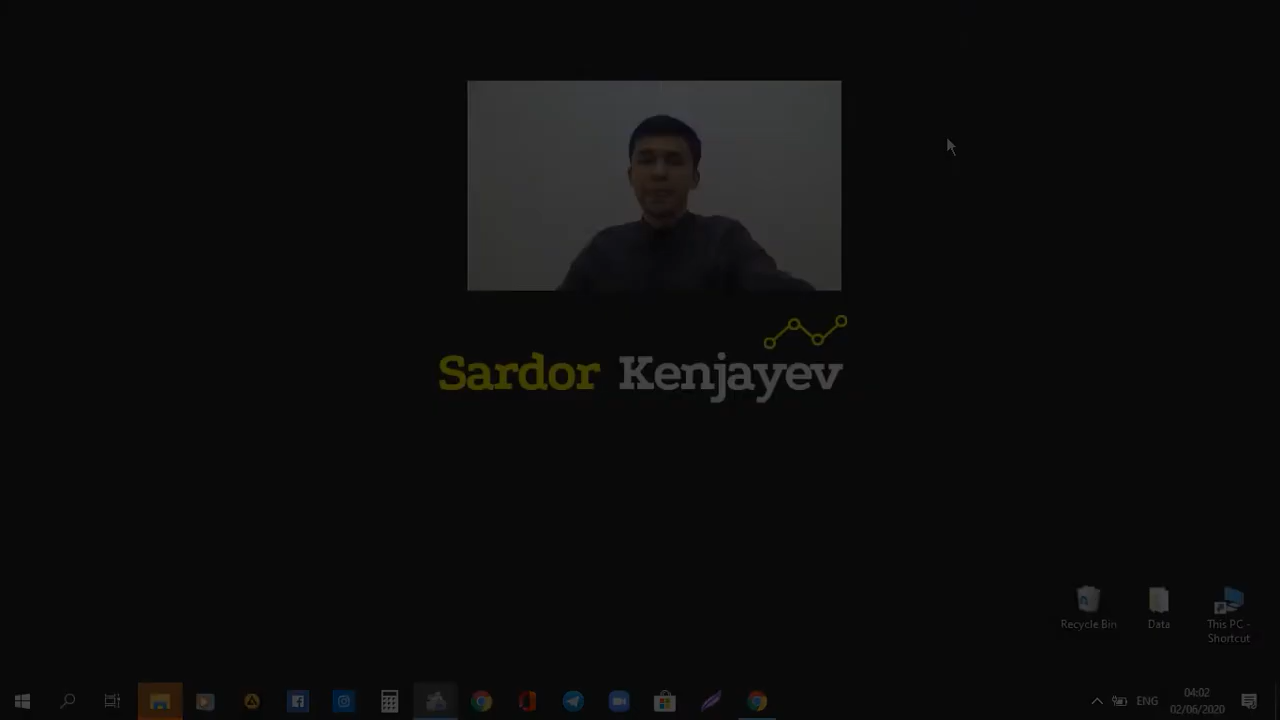 Sardor Kenjayev
Recycle Bin
Data
This PC -
Shortcut
ENG
04:02
02/06/2020